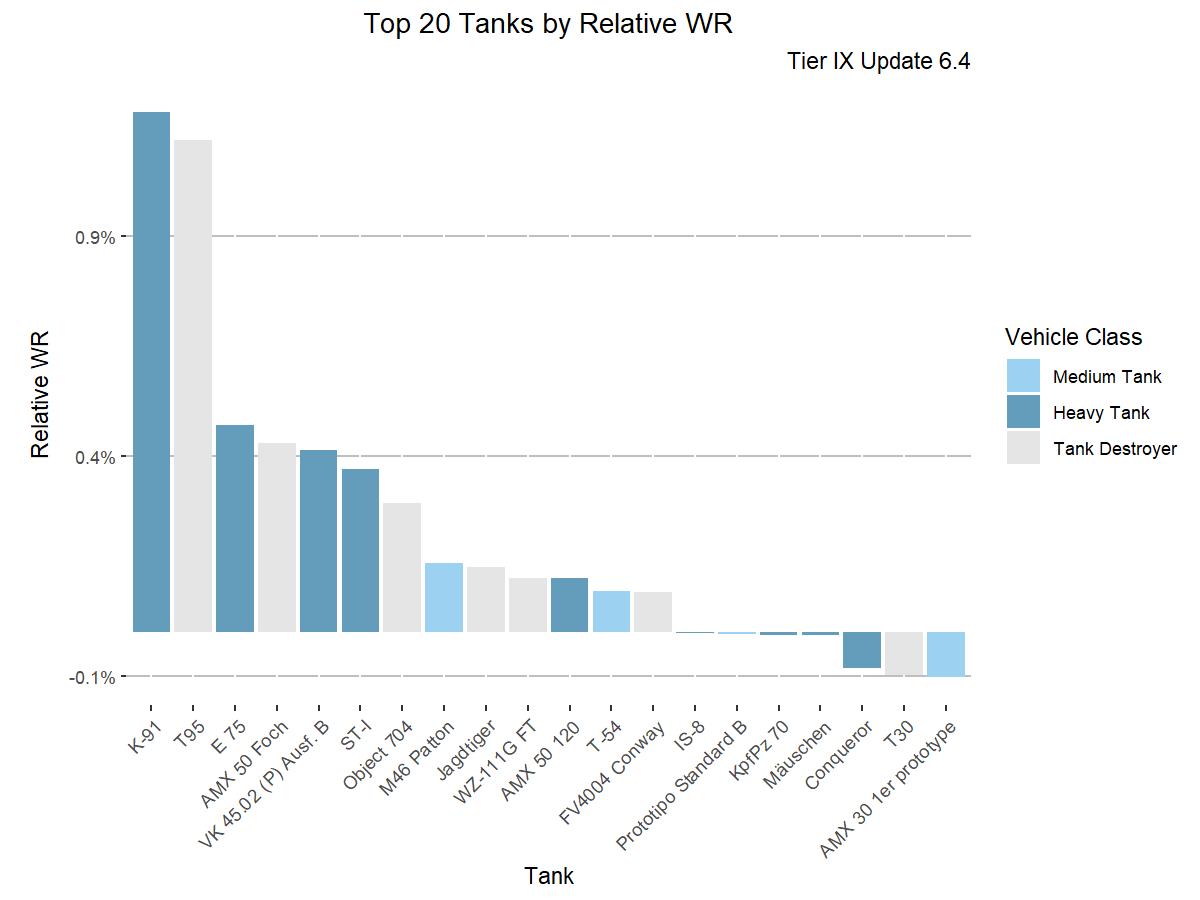 Top 20 Tanks by Relative WR
Tier IX Update 6.4
Relative WR
0.9%
0.4%
-0.1%
K-91
T95
E 75
AMX 50 Foch
VK 45.02 (P) Ausf. B
ST-I
Object 704
M46 Patton
Jagdtiger
WZ-111G FT
AMX 50 120
T-54
FV4004 Conway
IS-8
Prototipo Standard B
KpfPz 70
Mäuschen
Conqueror
T30
AMX 30 1er prototype
Tank
Vehicle Class
Medium Tank
Heavy Tank
Tank Destroyer